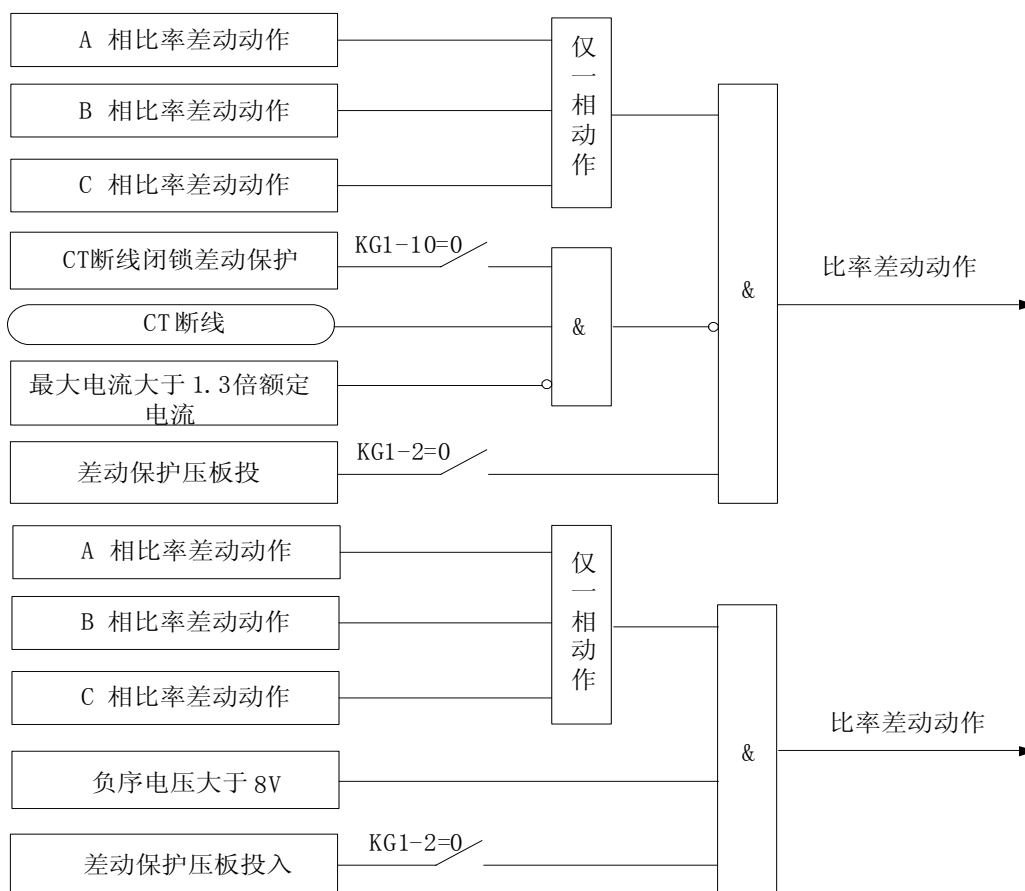 A 相比率差动动作
B 相比率差动动作
C 相比率差动动作
仅一相动作
CT断线闭锁差动保护
KG1-10=0
CT断线
最大电流大于1.3倍额定
电流
&
差动保护压板投
KG1-2=0
&
比率差动动作
A 相比率差动动作
B 相比率差动动作
C 相比率差动动作
仅一相动作
负序电压大于8V
差动保护压板投入
KG1-2=0
&
比率差动动作